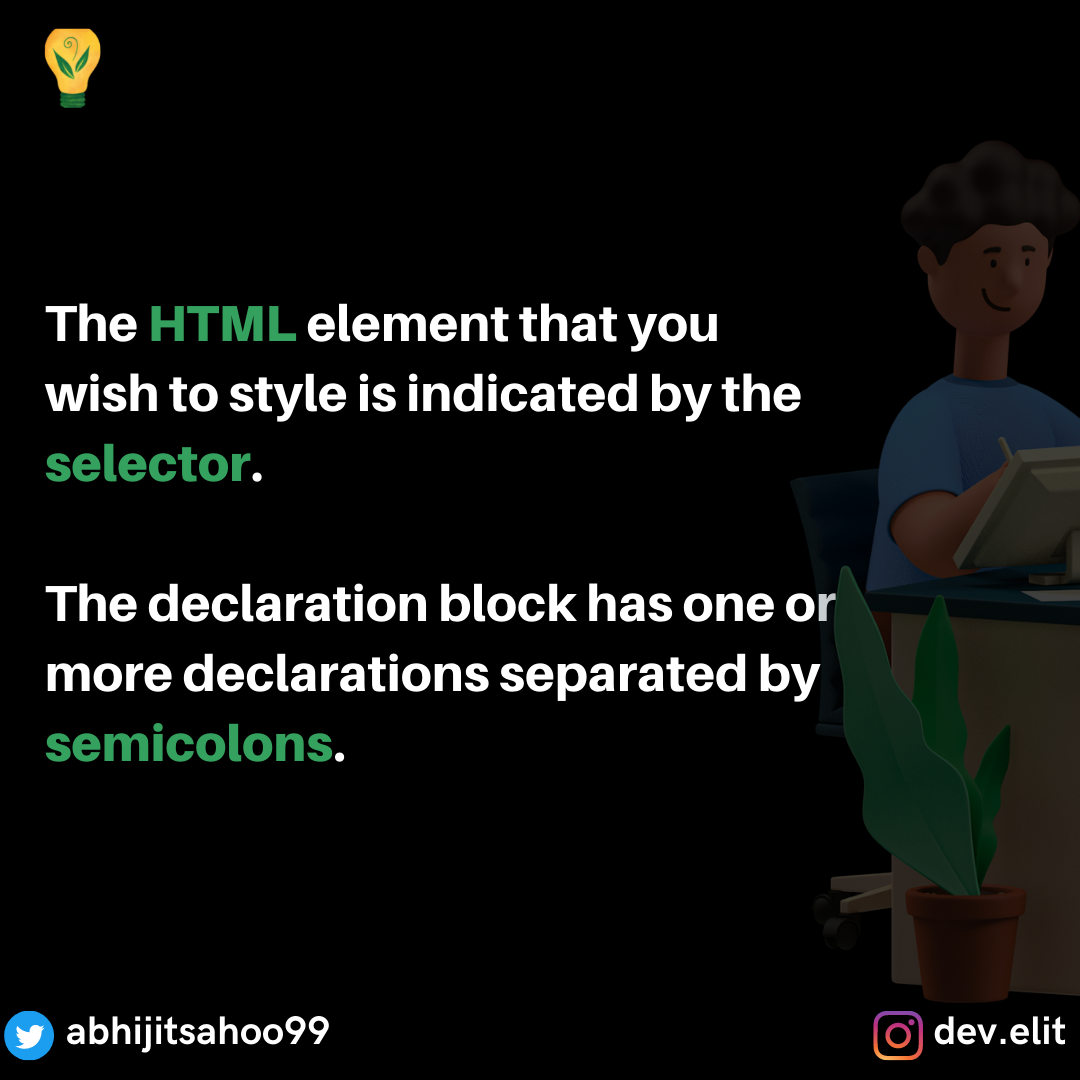 The HTML element that you
wish to style is indicated by the
selector.
The declaration block has one or
more declarations separated by
semicolons.
abhijitsahoo99
dev.elit